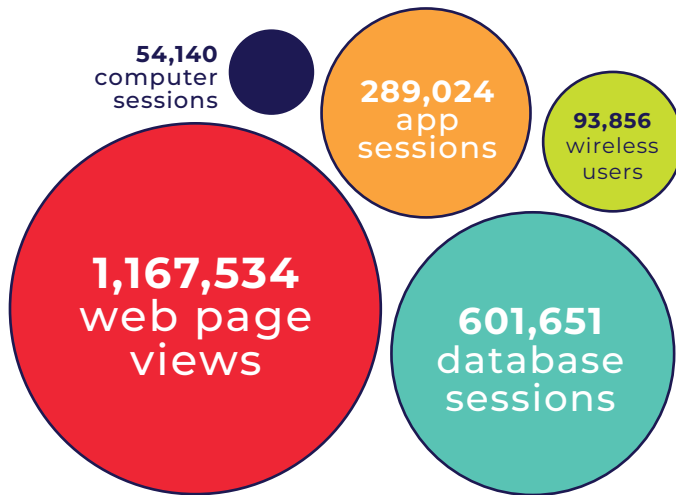 54,140
computer
sessions
289,024
app
sessions
93,856
wireless
users
1,167,534
web page
views
601,651
database
sessions